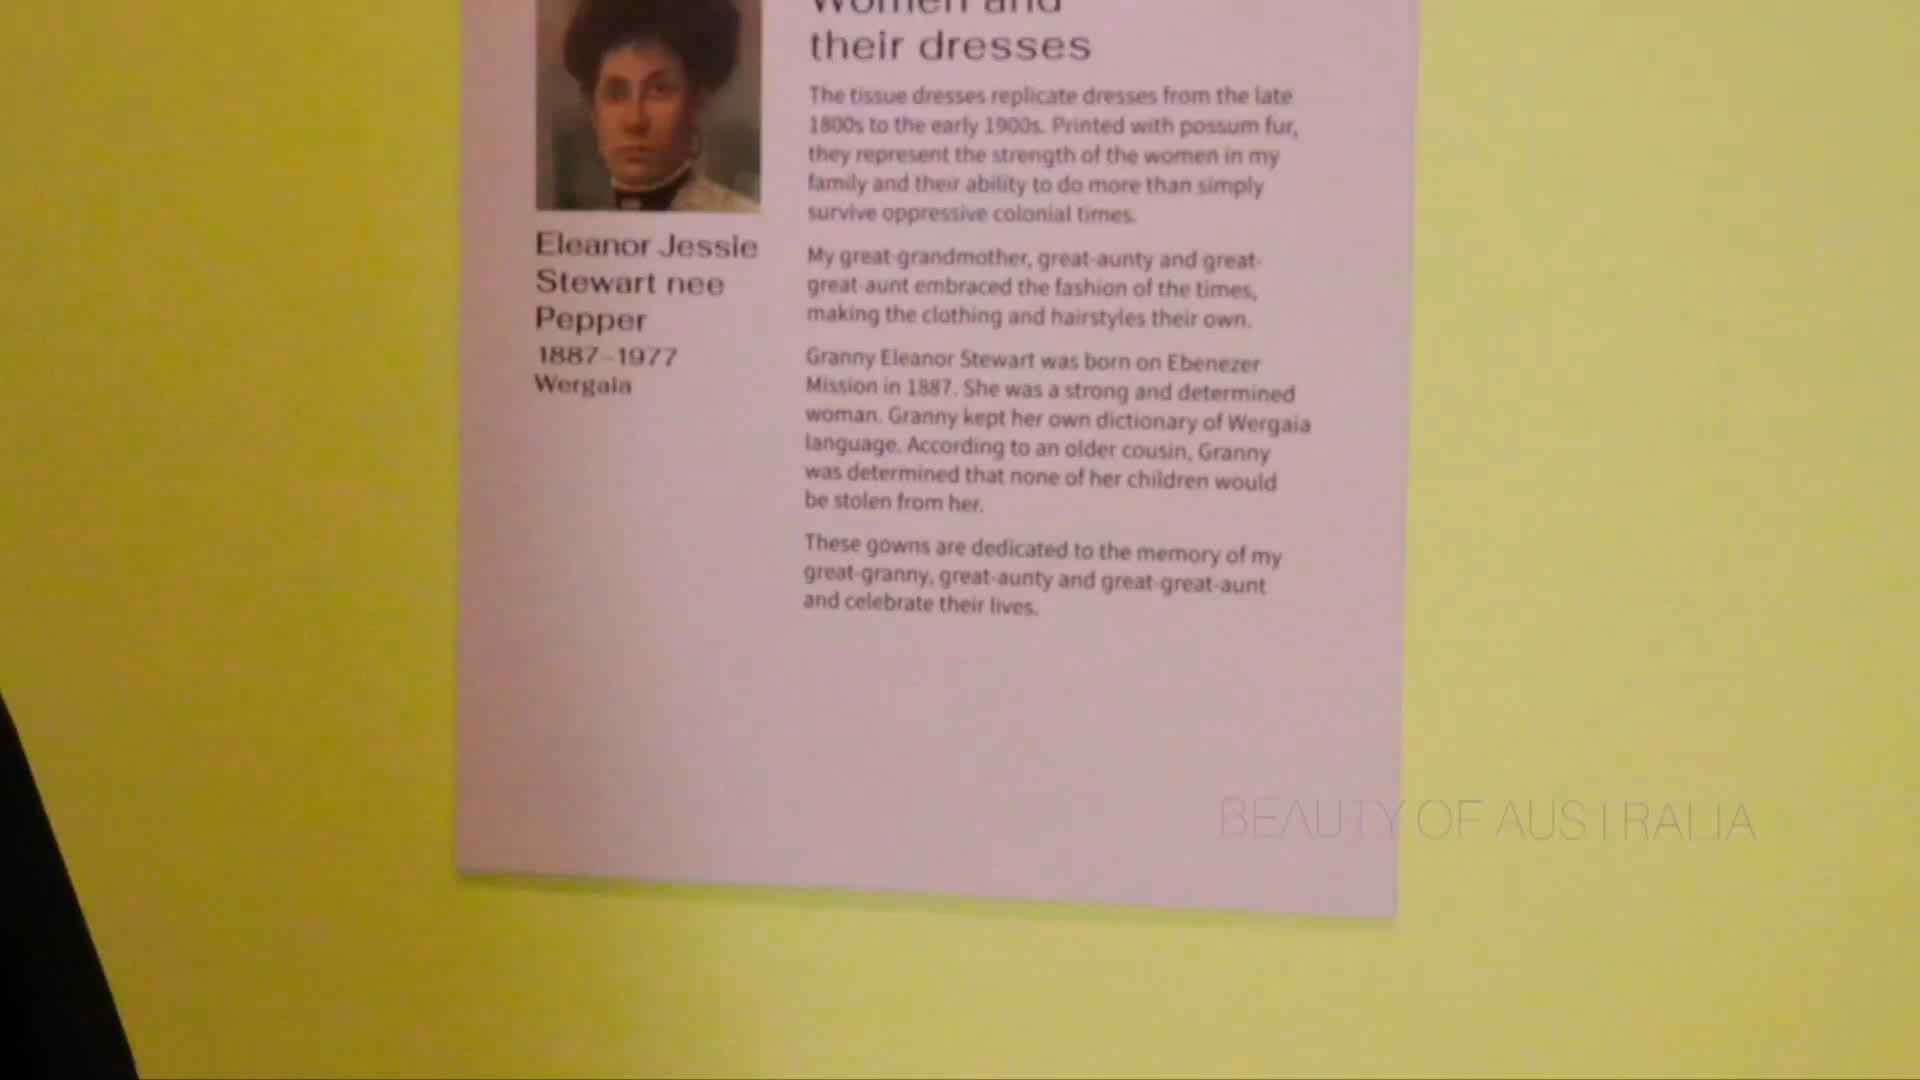 Women and
their dresses
The tissue dresses replicate dresses from the late
1800s to the early 1900s. Printed with possum fur,
they represent the strength of the women in my
family and their ability to do more than simply
survive oppressive colonial times.
My great-grandmother, great-aunty and great-
great-aunt embraced the fashion of the times,
making the clothing and hairstyles their own.
Granny Eleanor Stewart was born on Ebenezer
Mission in 1887. She was a strong and determined
woman. Granny kept her own dictionary of Wergaia
language. According to an older cousin, Granny
was determined that none of her children would
be stolen from her.
These gowns are dedicated to the memory of my
great-granny, great-aunty and great-great-aunt
and celebrate their lives.
Eleanor Jessie
Stewart nee
Pepper
1887–1977
Wergaia
BEAUTY OF AUSTRALIA